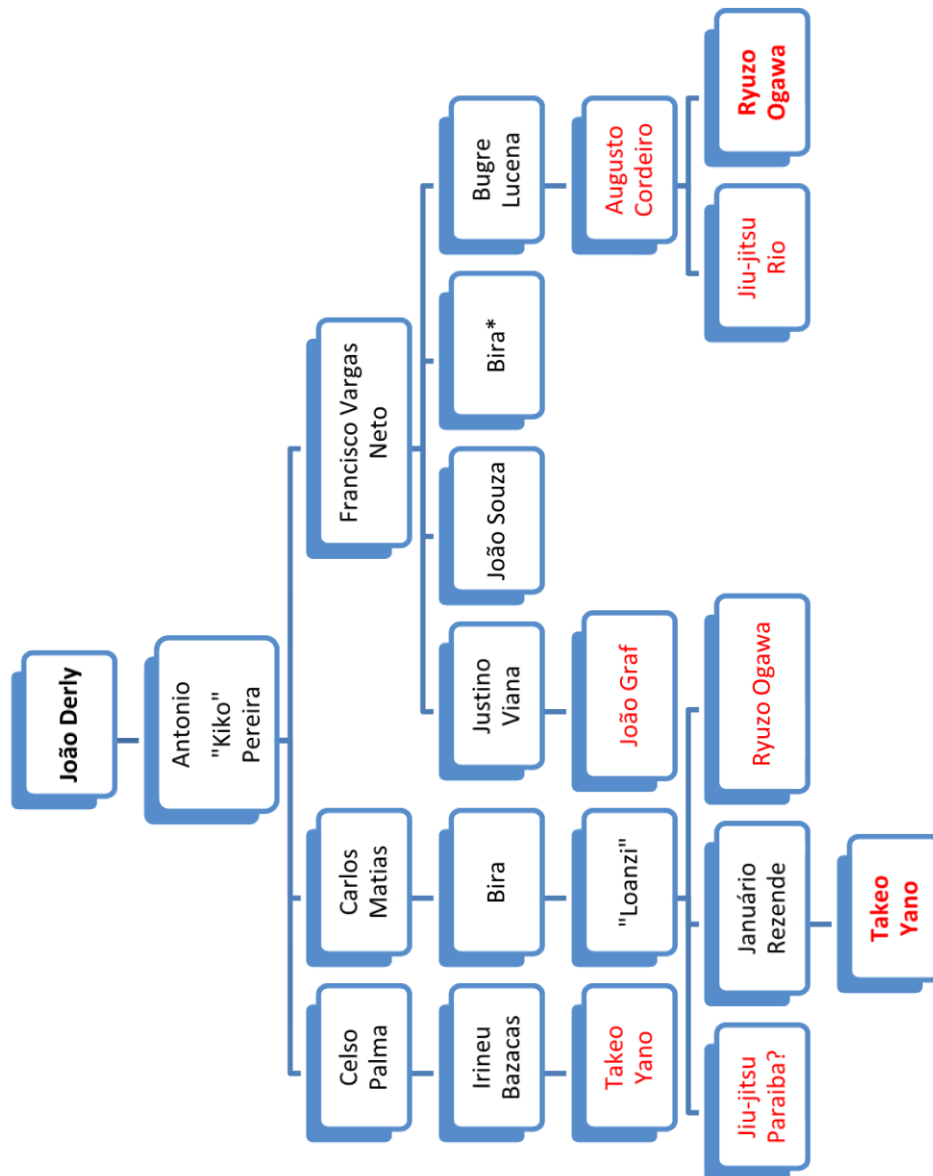 João Derly
Antonio
"Kiko"
Pereira
Celso
Palma
Carlos
Matias
Francisco Vargas
Neto
Irineu
Bazacas
Bira
Justino
Viana
João Souza
Bira*
Bugre
Lucena
Takeo
Yano
"Loanzi"
João Graf
Augusto
Cordeiro
Jiu-jitsu
Paraiba?
Januário
Rezende
Ryuzo Ogawa
Jiu-jitsu
Rio
Ryuzo
Ogawa
Takeo
Yano